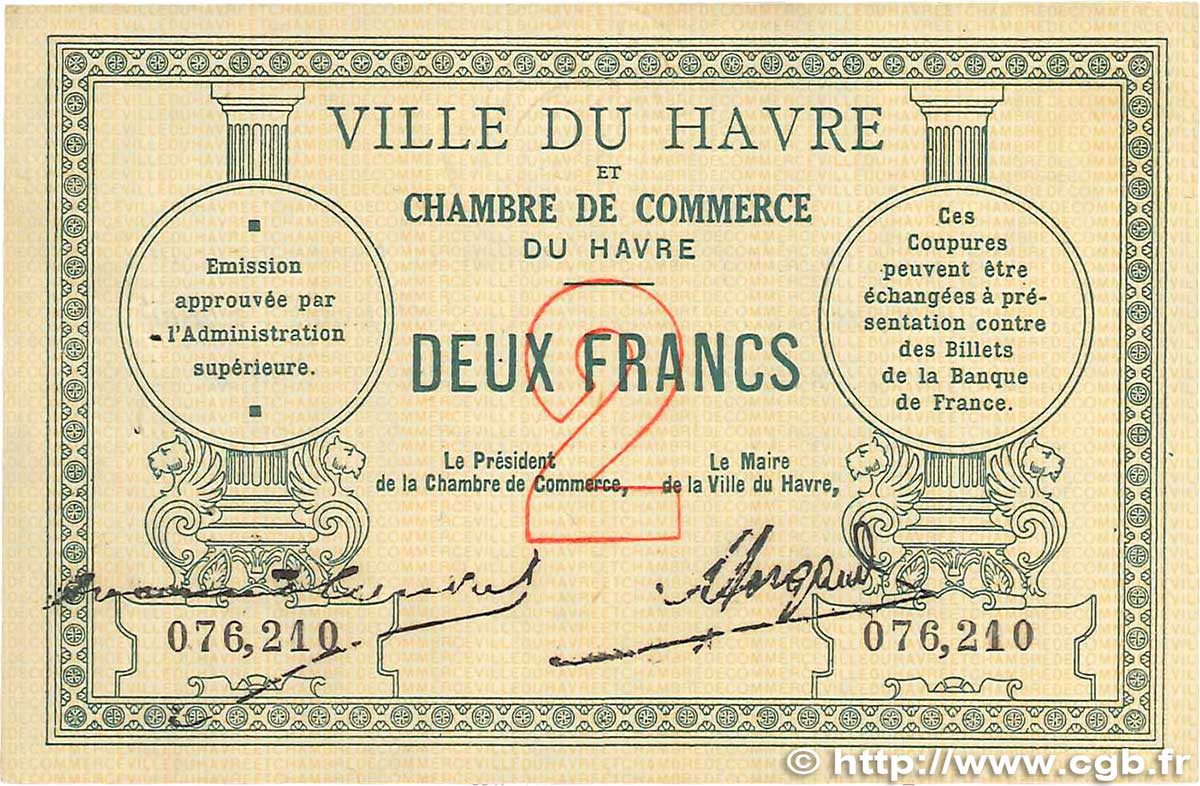 VILLE DU HAVRE
ET
CHAMBRE DE COMMERCE
DU HAVRE
■
Emission
approuvée par
l'Administration
supérieure.
■
Ces
Coupures
peuvent être
échangées à pré-
sentation contre
des Billets
de la Banque
de France.
2
DEUX FRANCS
Le Président
de la Chambre de Commerce,
Le Maire
de la Ville du Havre,
Morgand
076,210
076,210
© http://www.cgb.fr